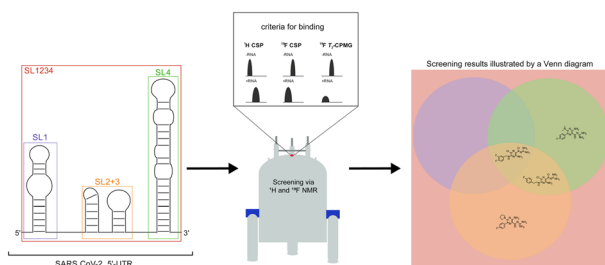 SL1234
SL4
SL1
SL2+3
5'
3'
SARS CoV-2 5'-UTR
criteria for binding
¹H CSP
¹⁹F CSP
¹⁹F T₂-CPMG
-RNA
-RNA
-RNA
+RNA
+RNA
+RNA
Screening via
¹H and ¹⁹F NMR
Screening results illustrated by a Venn diagram